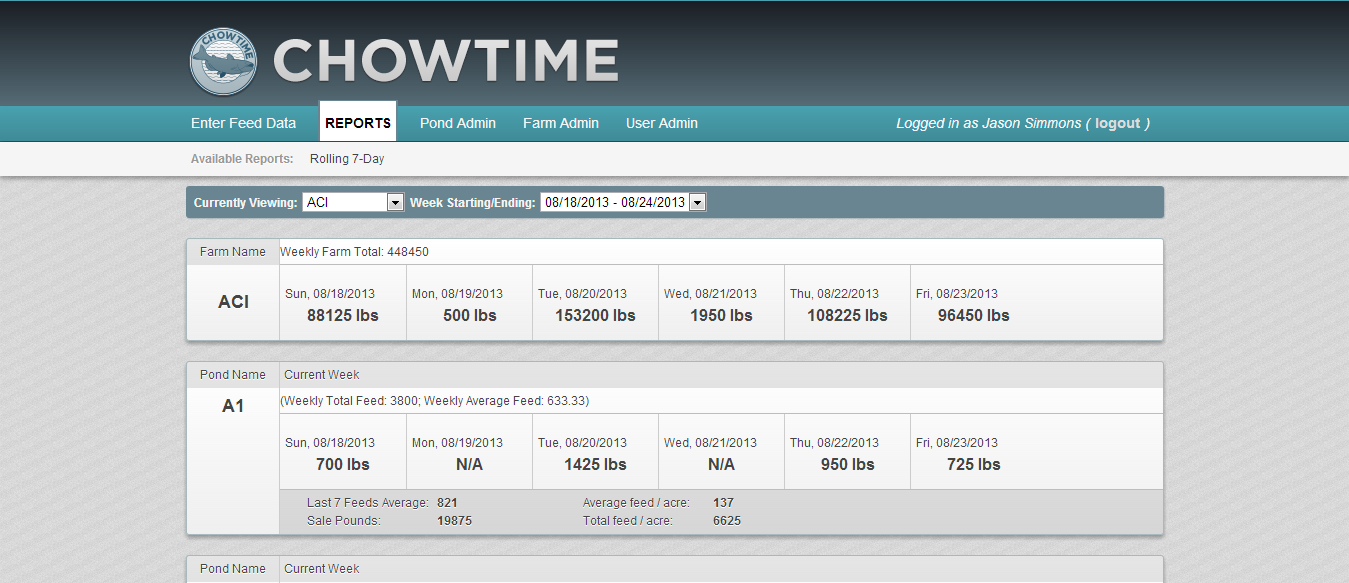 CHOWTIME
CHOWTIME
Enter Feed Data REPORTS Pond Admin Farm Admin User Admin Logged in as Jason Simmons ( logout )
Available Reports: Rolling 7-Day
Currently Viewing: ACI Week Starting/Ending: 08/18/2013 - 08/24/2013
Farm Name Weekly Farm Total: 448450
ACI
Sun, 08/18/2013 Mon, 08/19/2013 Tue, 08/20/2013 Wed, 08/21/2013 Thu, 08/22/2013 Fri, 08/23/2013
88125 lbs 500 lbs 153200 lbs 1950 lbs 108225 lbs 96450 lbs
Pond Name Current Week
A1 (Weekly Total Feed: 3800; Weekly Average Feed: 633.33)
Sun, 08/18/2013 Mon, 08/19/2013 Tue, 08/20/2013 Wed, 08/21/2013 Thu, 08/22/2013 Fri, 08/23/2013
700 lbs N/A 1425 lbs N/A 950 lbs 725 lbs
Last 7 Feeds Average: 821 Average feed / acre: 137
Sale Pounds: 19875 Total feed / acre: 6625
Pond Name Current Week